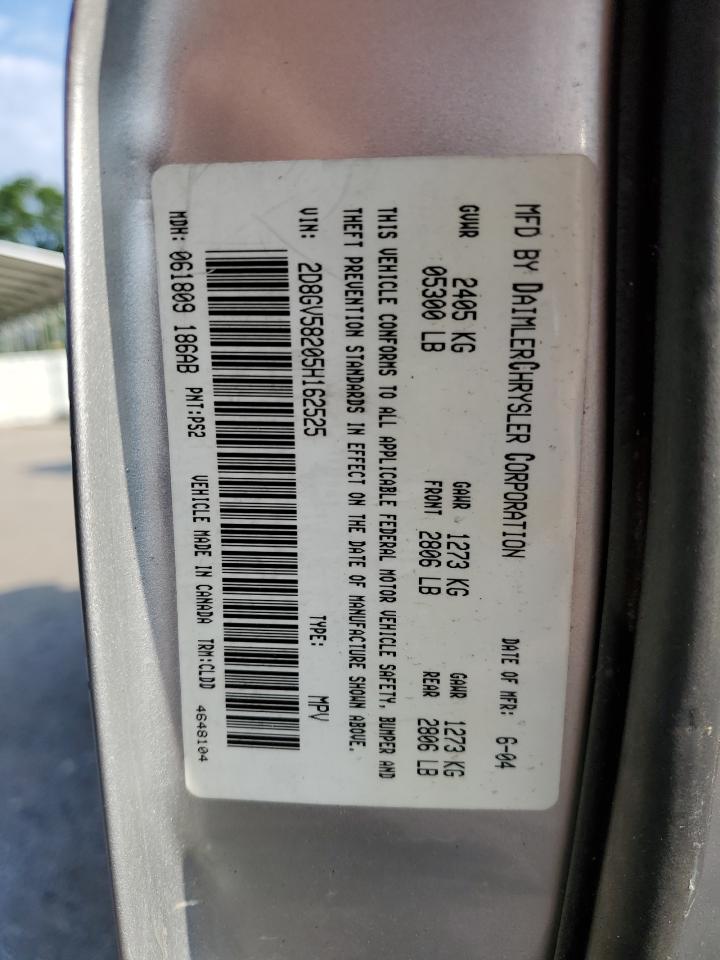 MFD BY DAIMLERCHRYSLER CORPORATION DATE OF MFR: 6-04
GVWR 2405 KG GAWR 1273 KG GAWR 1273 KG
05300 LB FRONT 2806 LB REAR 2806 LB
THIS VEHICLE CONFORMS TO ALL APPLICABLE FEDERAL MOTOR VEHICLE SAFETY, BUMPER AND
THEFT PREVENTION STANDARDS IN EFFECT ON THE DATE OF MANUFACTURE SHOWN ABOVE.
VIN: 2D8GV58205H162525 TYPE: MPV
MDH: 061809 186AB PNT:PS2 VEHICLE MADE IN CANADA TRM:CLDD 4648104